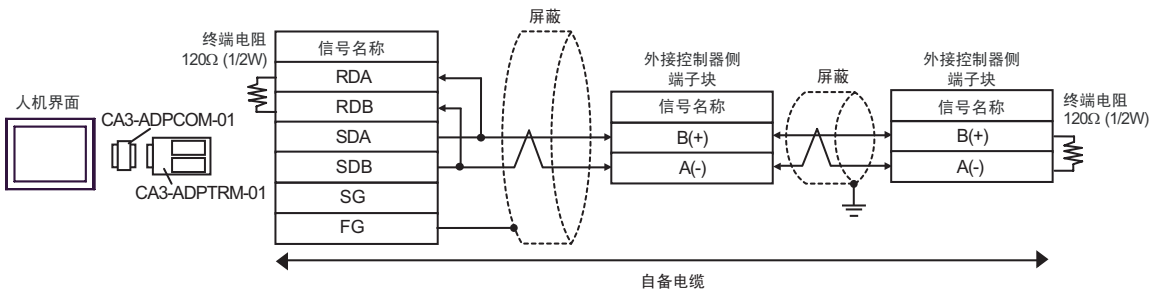 屏蔽
终端电阻
120Ω (1/2W)
信号名称
RDA
RDB
SDA
SDB
SG
FG
人机界面
CA3-ADPCOM-01
CA3-ADPTRM-01
外接控制器侧
端子块
信号名称
B(+)
A(-)
屏蔽
外接控制器侧
端子块
信号名称
B(+)
A(-)
终端电阻
120Ω (1/2W)
自备电缆